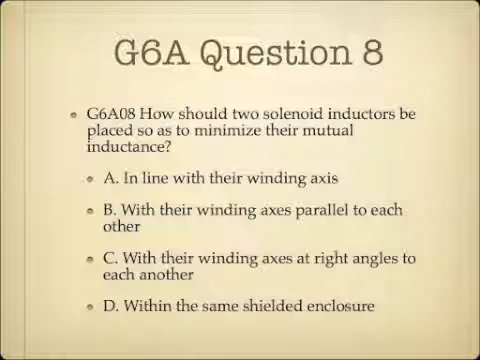 G6A Question 8
G6A08 How should two solenoid inductors be
placed so as to minimize their mutual
inductance?
A. In line with their winding axis
B. With their winding axes parallel to each
other
C. With their winding axes at right angles to
each another
D. Within the same shielded enclosure